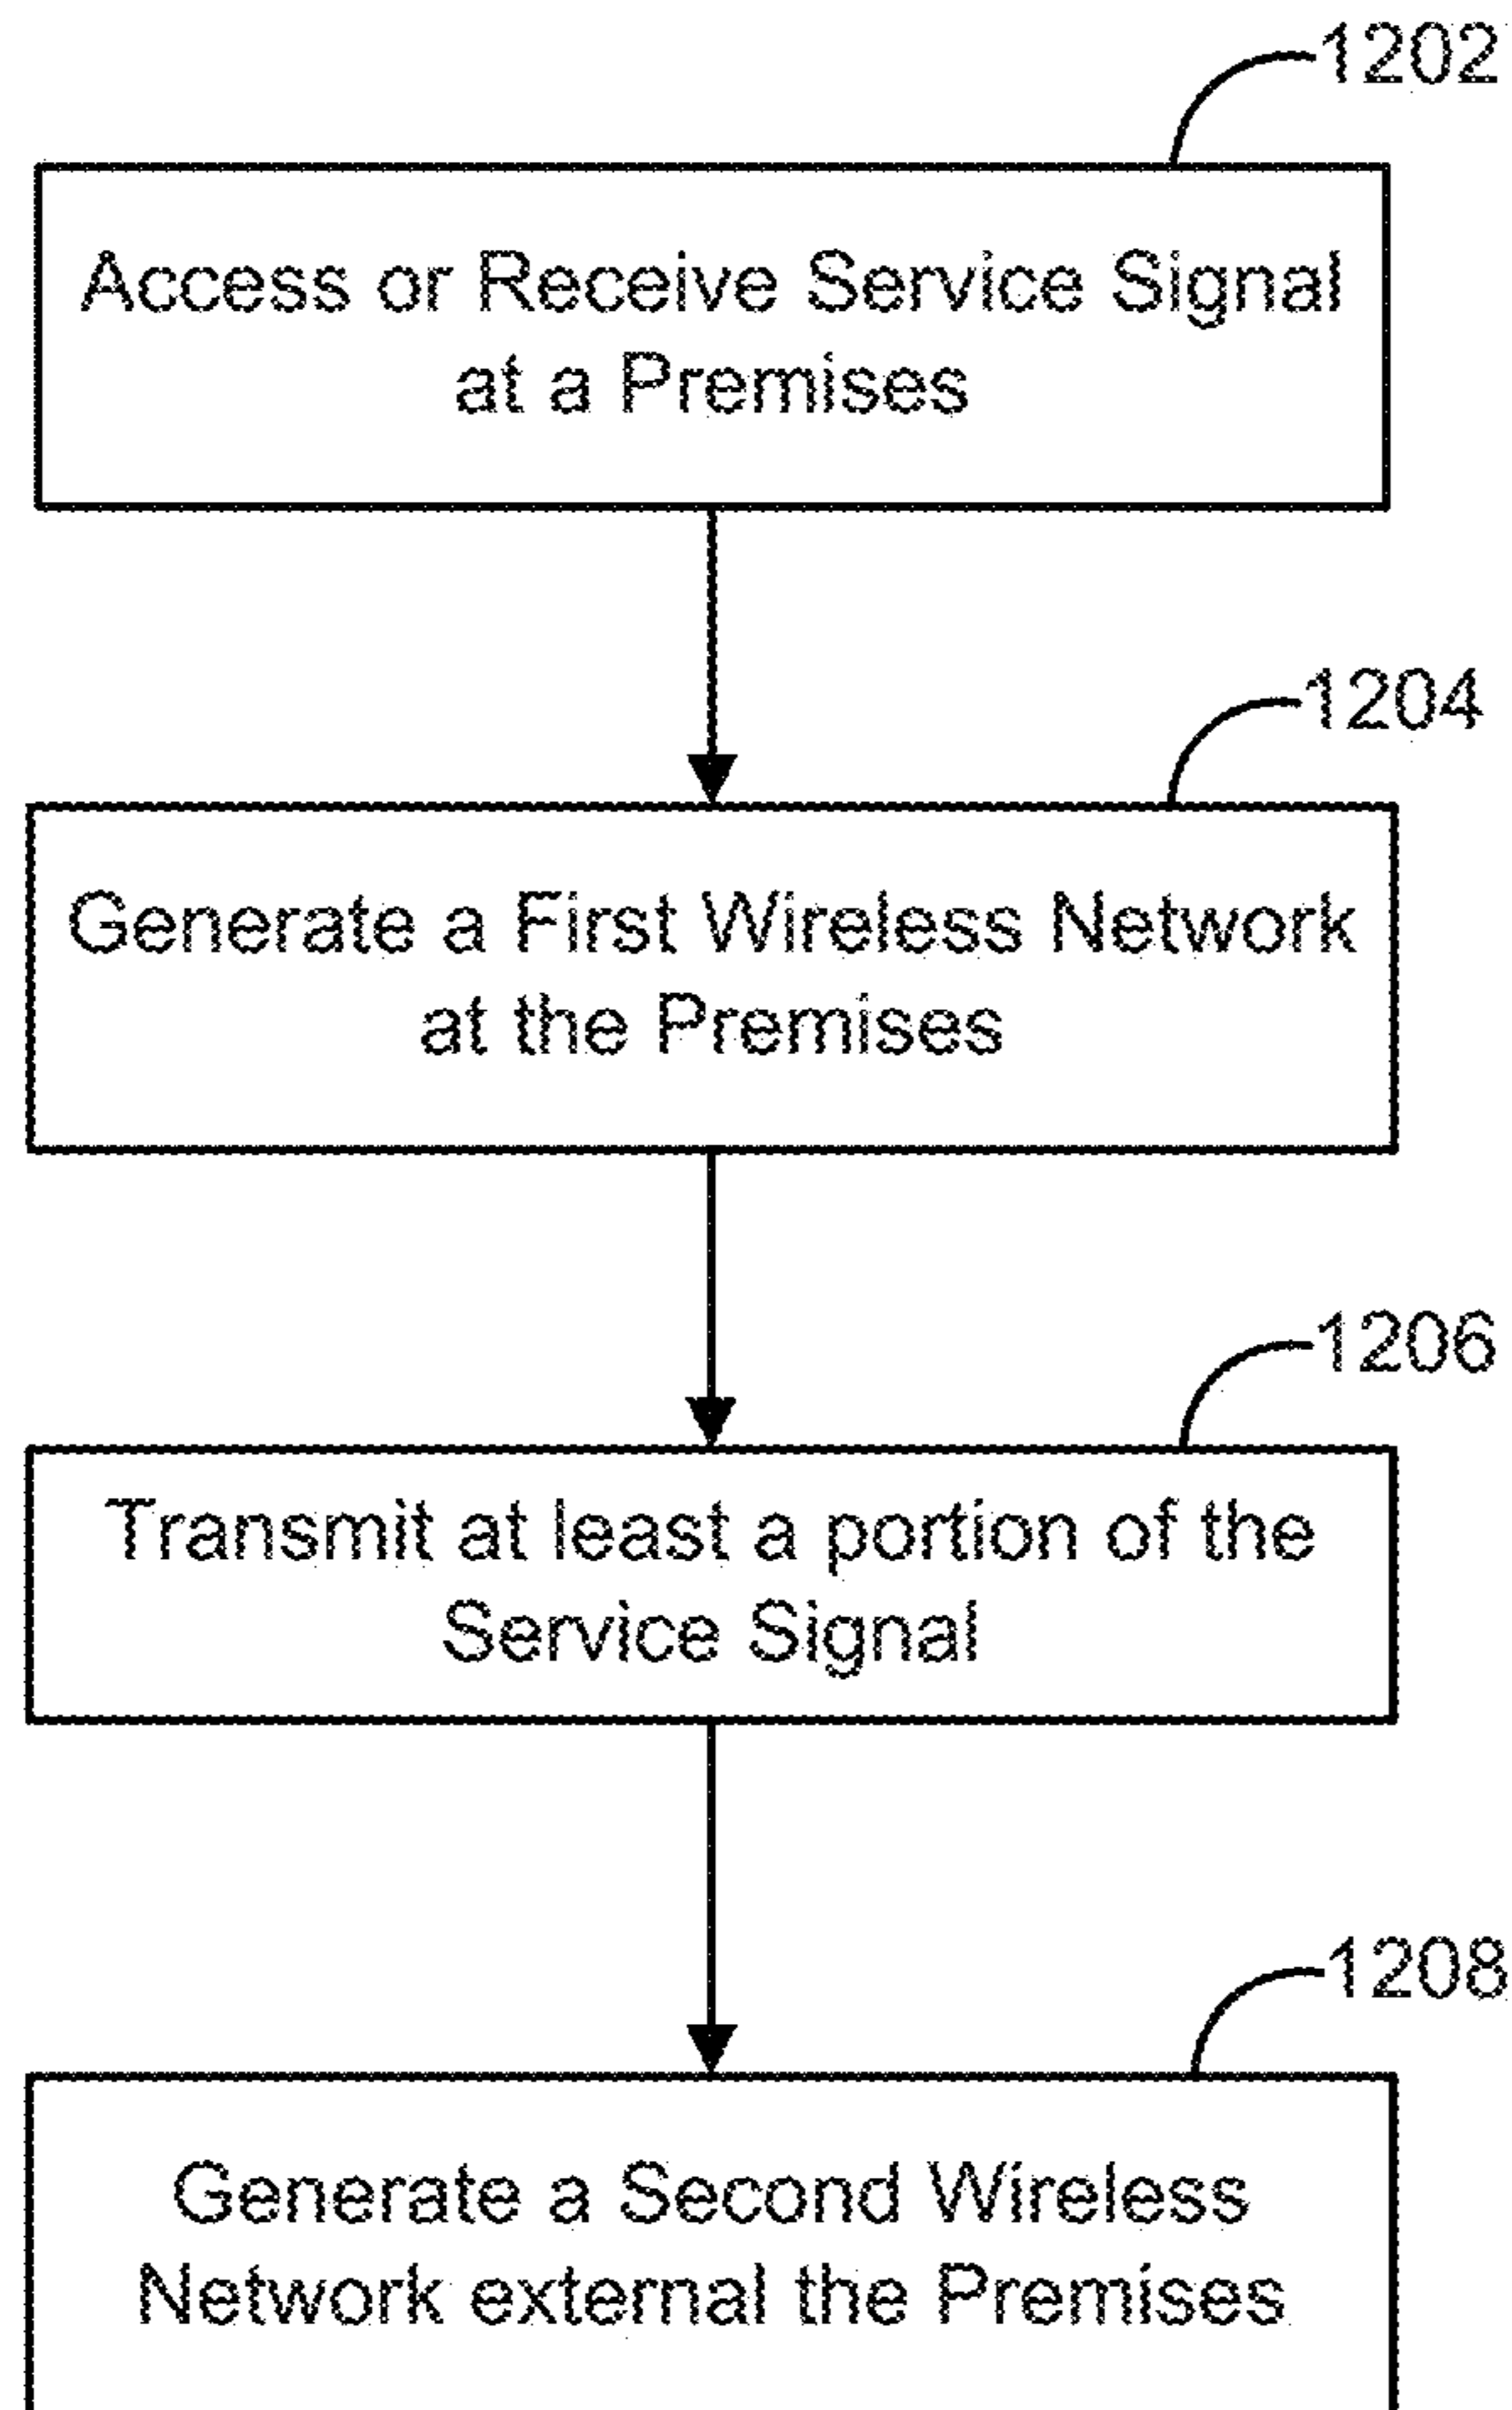 1202
Access or Receive Service Signal
at a Premises
1204
Generate a First Wireless Network
at the Premises
1206
Transmit at least a portion of the
Service Signal
1208
Generate a Second Wireless
Network external the Premises